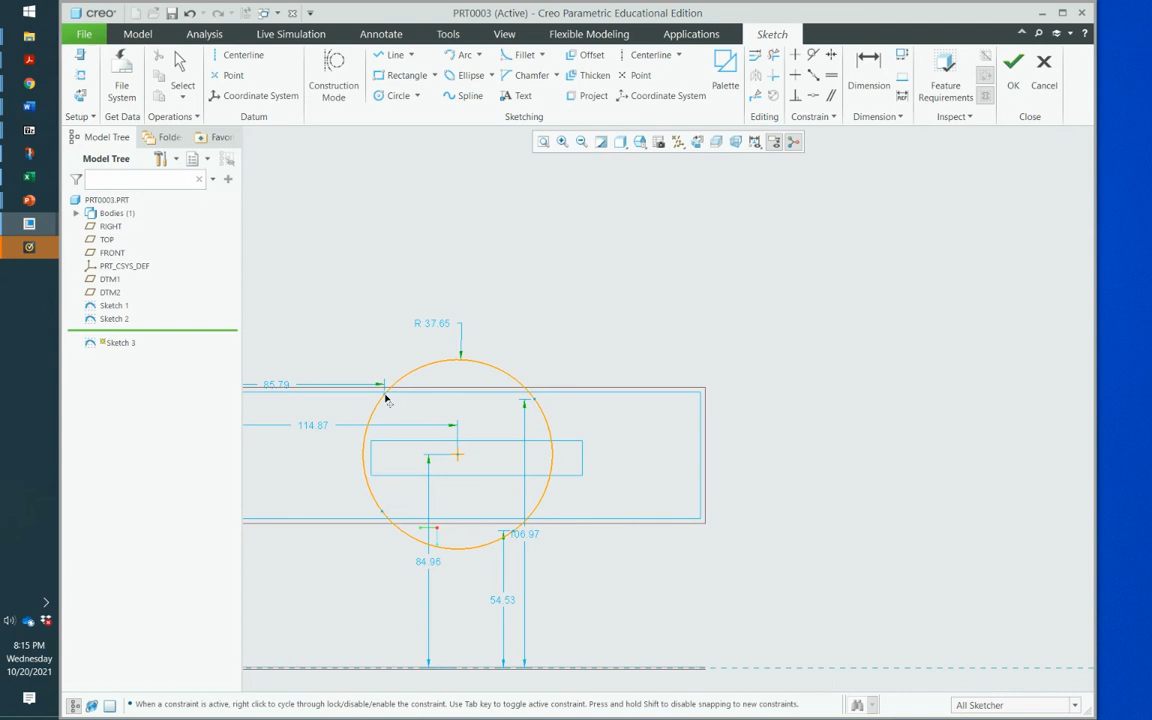 creo
PRT0003 (Active) - Creo Parametric Educational Edition
File Model Analysis Live Simulation Annotate Tools View Flexible Modeling Applications Sketch
File System
Select
Centerline
Point
Coordinate System
Construction Mode
Line Arc Fillet Offset Centerline
Rectangle Ellipse Chamfer Thicken Point
Circle Spline Text Project Coordinate System
Palette
Dimension
Feature Requirements
OK
Cancel
Setup Get Data Operations Datum Sketching Editing Constrain Dimension Inspect Close
Model Tree Folde Favor
Model Tree
PRT0003.PRT
Bodies (1)
RIGHT
TOP
FRONT
PRT_CSYS_DEF
DTM1
DTM2
Sketch 1
Sketch 2
Sketch 3
R 37.65
85.79
114.87
106.97
84.96
54.53
8:15 PM
Wednesday
10/20/2021
When a constraint is active, right click to cycle through lock/disable/enable the constraint. Use Tab key to toggle active constraint. Press and hold Shift to disable snapping to new constraints.
All Sketcher